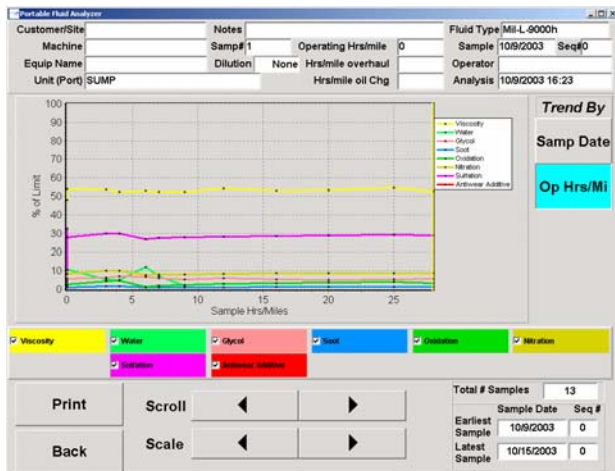 Portable Fluid Analyzer
Customer/Site Notes Fluid Type Mil-L-9000h
Machine Samp# 1 Operating Hrs/mile 0 Sample 10/9/2003 Seq# 0
Equip Name Dilution None Hrs/mile overhaul Operator
Unit (Port) SUMP Hrs/mile oil Chg Analysis 10/9/2003 16:23
Trend By
Samp Date
Op Hrs/Mi
% of Limit
100
90
80
70
60
50
40
30
20
10
0
0 5 10 15 20 25
Sample Hrs/Miles
Viscosity
Water
Glycol
Soot
Oxidation
Nitration
Sulfation
Antiwear Additive
Viscosity Water Glycol Soot Oxidation Nitration
Sulfation Antiwear Additive
Print Scroll
Back Scale
Total # Samples 13
Sample Date Seq #
Earliest Sample 10/9/2003 0
Latest Sample 10/15/2003 0